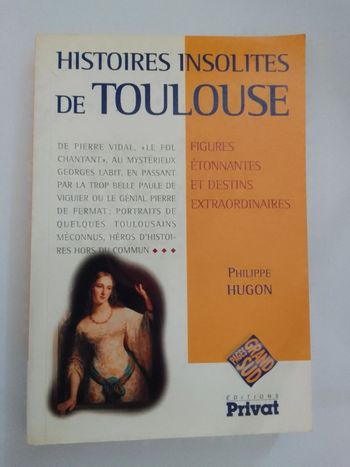 HISTOIRES INSOLITES
DE TOULOUSE
DE PIERRE VIDAL, «LE FOL
CHANTANT», AU MYSTÉRIEUX
GEORGES LABIT, EN PASSANT
PAR LA TROP BELLE PAULE DE
VIGUIER OU LE GENIAL PIERRE
DE FERMAT : PORTRAITS DE
QUELQUES TOULOUSAINS
MÉCONNUS, HÉROS D'HISTOI-
RES HORS DU COMMUN
FIGURES
ÉTONNANTES
ET DESTINS
EXTRAORDINAIRES
PHILIPPE
HUGON
GRAND
SUD
ÉDITIONS
Privat